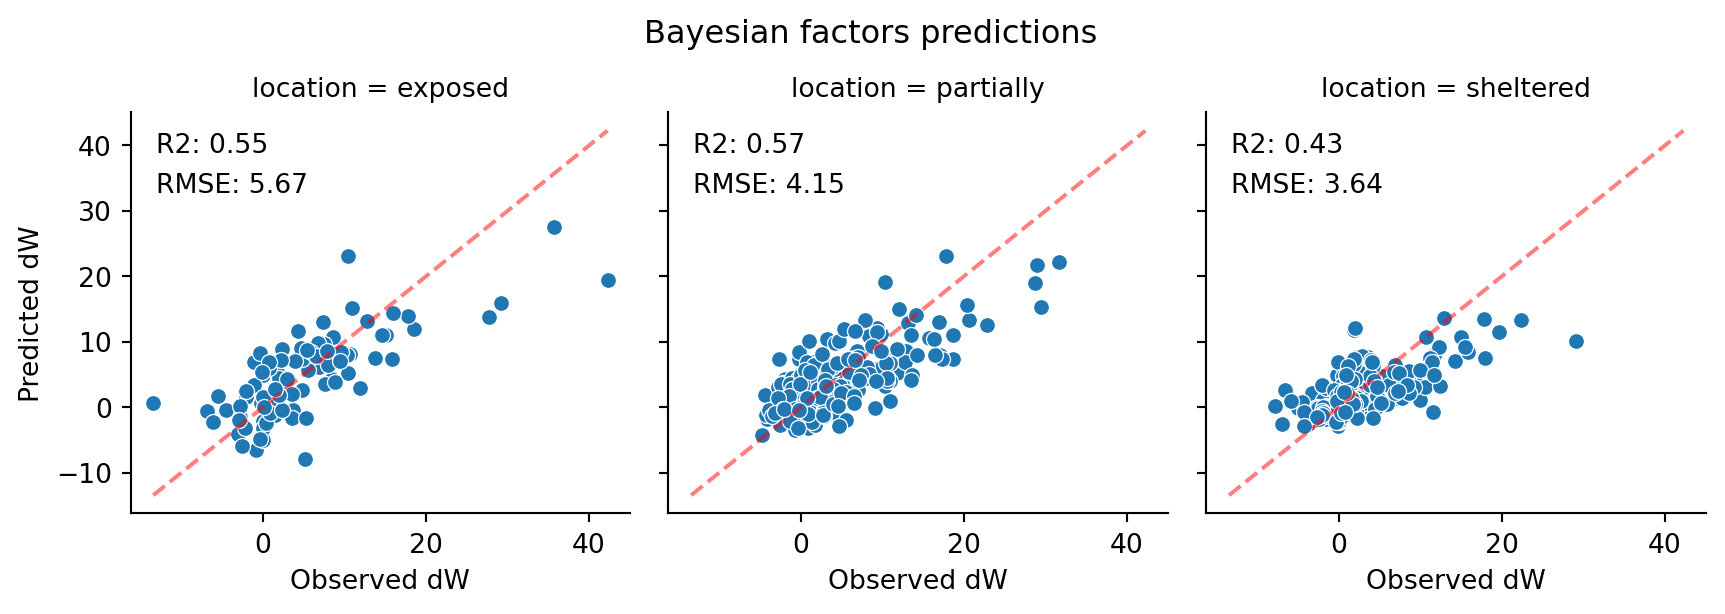 Bayesian factors predictions
location = exposed
R2: 0.55
RMSE: 5.67
40
30
20
10
0
−10
Predicted dW
0 20 40
Observed dW
location = partially
R2: 0.57
RMSE: 4.15
0 20 40
Observed dW
location = sheltered
R2: 0.43
RMSE: 3.64
0 20 40
Observed dW